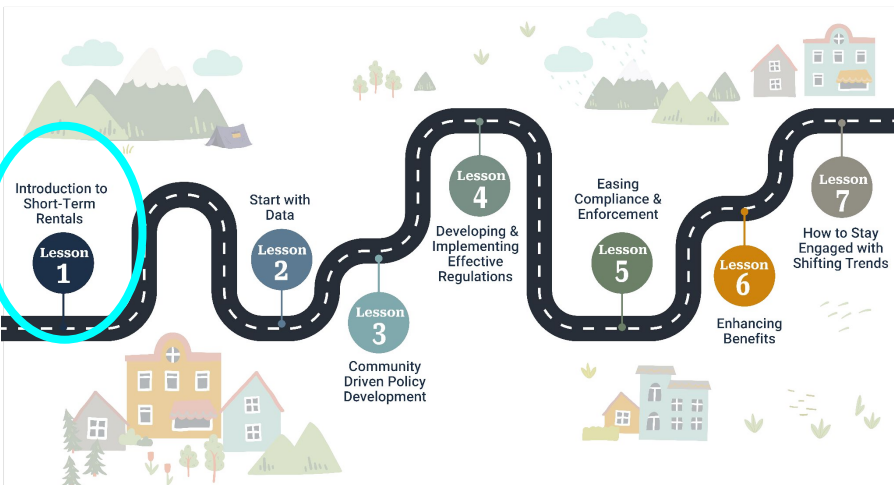 Introduction to
Short-Term
Rentals
Lesson
1
Start with
Data
Lesson
2
Lesson
3
Community
Driven Policy
Development
Lesson
4
Developing &
Implementing
Effective
Regulations
Easing
Compliance &
Enforcement
Lesson
5
Lesson
6
Enhancing
Benefits
Lesson
7
How to Stay
Engaged with
Shifting Trends